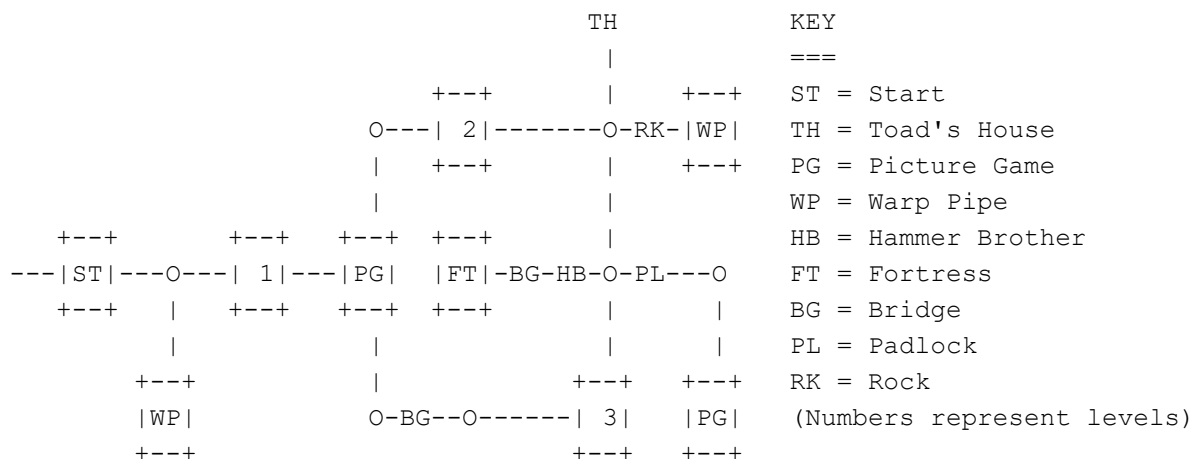 TH            KEY
                                        |            ===
                            +--+        |    +--+    ST = Start
                        O---| 2|-------O-RK-|WP|    TH = Toad's House
                        |   +--+        |    +--+    PG = Picture Game
                        |               |            WP = Warp Pipe
   +--+       +--+    +--+  +--+        |            HB = Hammer Brother
---|ST|---O---| 1|---|PG|  |FT|-BG-HB-O-PL---O      FT = Fortress
   +--+   |   +--+    +--+  +--+        |      |     BG = Bridge
          |             |               |      |     PL = Padlock
        +--+            |             +--+   +--+    RK = Rock
        |WP|            O-BG--O------| 3|   |PG|    (Numbers represent levels)
        +--+                          +--+   +--+